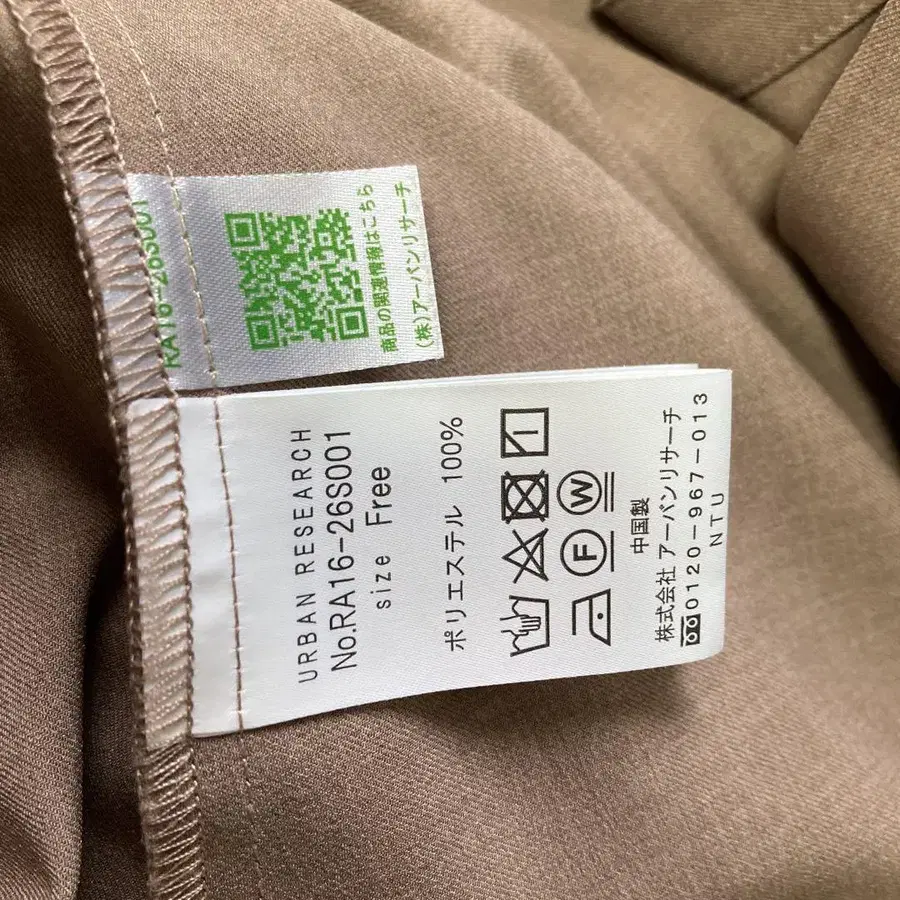 RA16-26S001
商品の関連情報はこちら
(株)アーバンリサーチ
URBAN RESEARCH
No.RA16-26S001
size Free
ポリエステル 100%
F W
中国製
株式会社 アーバンリサーチ
0120-967-013
NTU